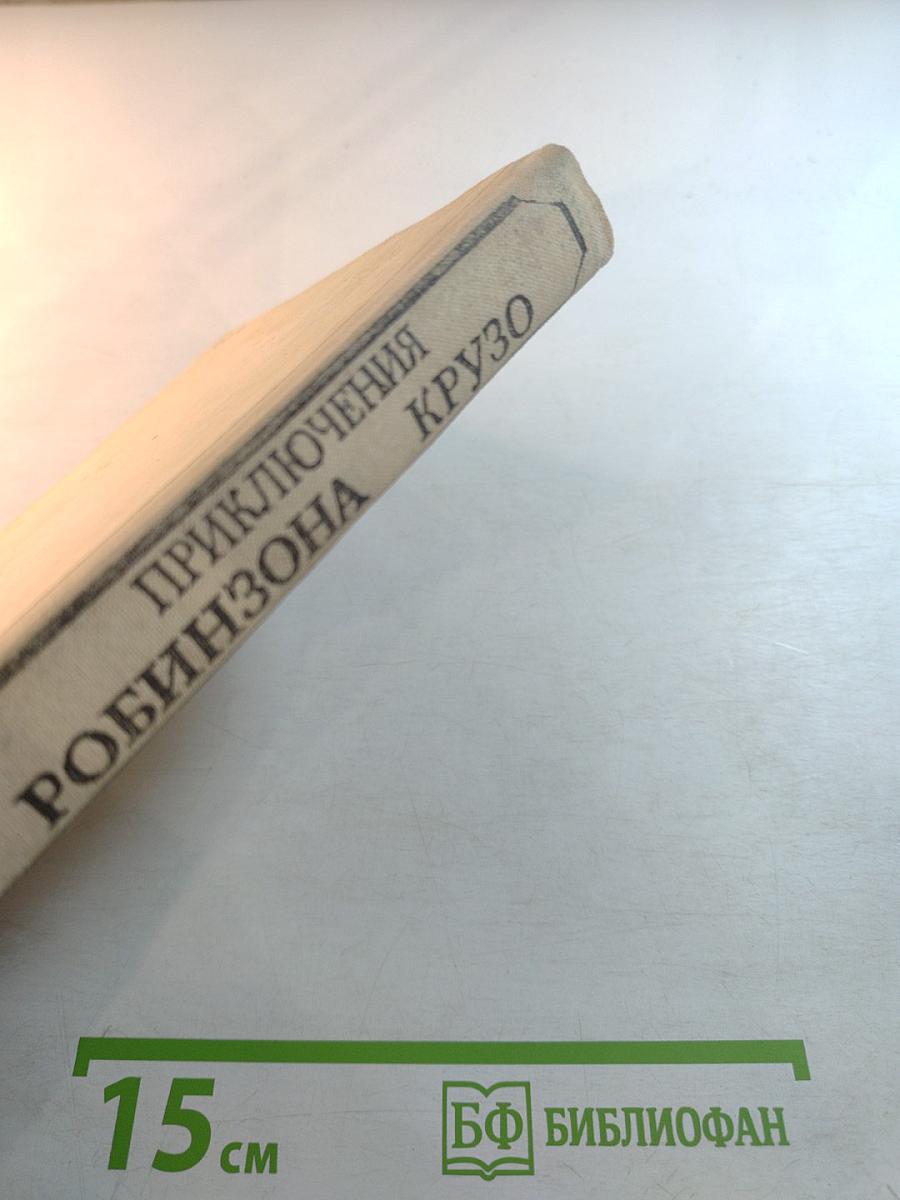 ПРИКЛЮЧЕНИЯ
РОБИНЗОНА КРУЗО
15 см
БФ БИБЛИОФАН